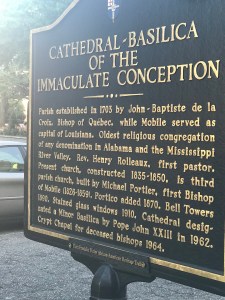 CATHEDRAL-BASILICA
OF THE
IMMACULATE CONCEPTION
Parish established in 1703 by John-Baptiste de la
Croix, Bishop of Quebec, while Mobile served as
capital of Louisiana. Oldest religious congregation
of any denomination in Alabama and the Mississippi
River Valley. Rev. Henry Rolleaux, first pastor.
Present church, constructed 1835-1850, is third
parish church, built by Michael Portier, first Bishop
of Mobile (1826-1859). Portico added 1870. Bell Towers
Stained glass windows 1910. Cathedral desig-
nated a Minor Basilica by Pope John XXIII in 1962.
Crypt Chapel for deceased bishops 1964.